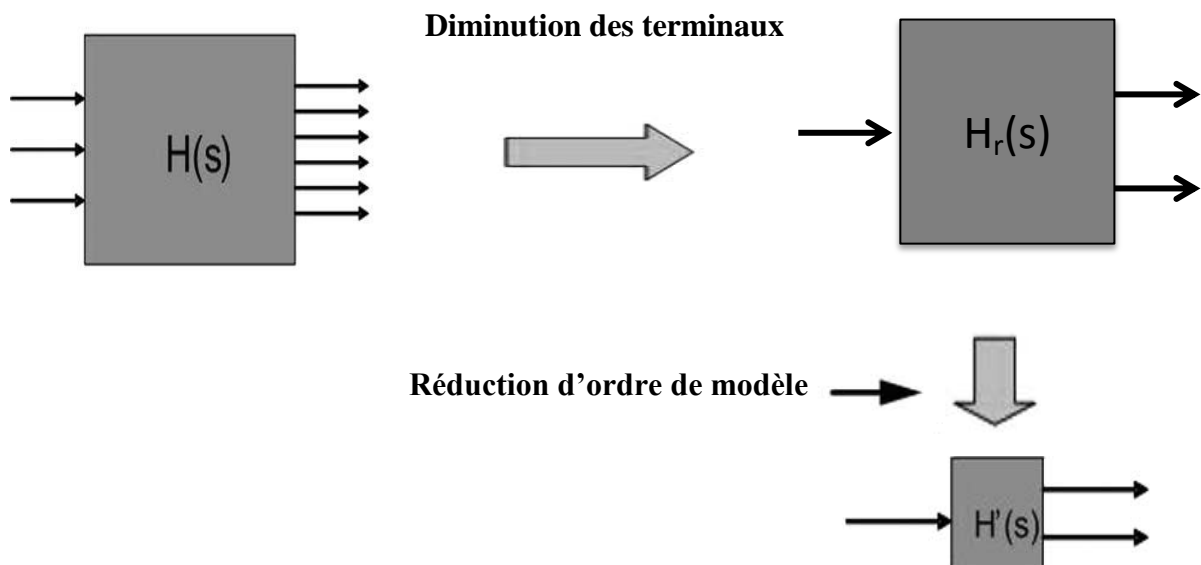 Diminution des terminaux
H(s)
Hr(s)
Réduction d’ordre de modèle
H'(s)